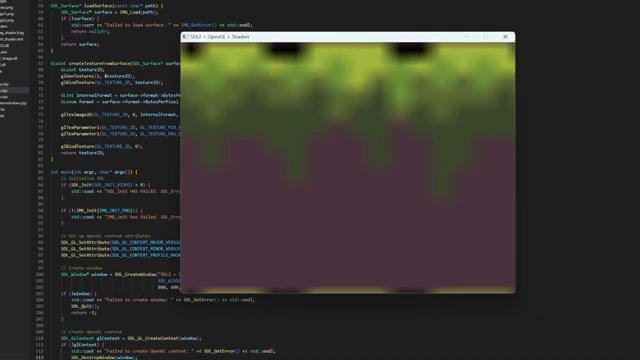 SDL_Surface* loadSurface(const char* path) {
SDL_Surface* surface = IMG_Load(path);
if (!surface) {
std::cerr << "Failed to load surface: " << IMG_GetError() << std::endl;
return nullptr;
}
return surface;
}
GLuint createTextureFromSurface(SDL_Surface*
GLuint textureID;
glGenTextures(1, &textureID);
glBindTexture(GL_TEXTURE_2D, textureID);
GLint internalFormat = surface->format->BytesPer
GLenum format = surface->format->BytesPerPixel
glTexImage2D(GL_TEXTURE_2D, 0, internalFormat,
glTexParameteri(GL_TEXTURE_2D, GL_TEXTURE_MIN_F
glTexParameteri(GL_TEXTURE_2D, GL_TEXTURE_MAG_F
glBindTexture(GL_TEXTURE_2D, 0);
return textureID;
}
int main(int argc, char* args[]) {
// Initialize SDL
if (SDL_Init(SDL_INIT_VIDEO) > 0) {
std::cout << "SDL_Init HAS FAILED. SDL_Erro
}
if (!(IMG_Init(IMG_INIT_PNG))) {
std::cout << "IMG_init has failed. SDL_Erro
}
// Set up OpenGL context attributes
SDL_GL_SetAttribute(SDL_GL_CONTEXT_MAJOR_VERSIO
SDL_GL_SetAttribute(SDL_GL_CONTEXT_MINOR_VERSIO
SDL_GL_SetAttribute(SDL_GL_CONTEXT_PROFILE_MASK
// Create window
SDL_Window* window = SDL_CreateWindow("SDL2 + O
SDL_WIN
800, 600,
if (!window) {
std::cout << "Failed to create window: " << SDL_GetError() << std::endl;
SDL_Quit();
return -1;
}
// Create OpenGL context
SDL_GLContext glContext = SDL_GL_CreateContext(window);
if (!glContext) {
std::cout << "Failed to create OpenGL context: " << SDL_GetError() << std::endl;
SDL_DestroyWindow(window);
SDL2 + OpenGL + Shaders